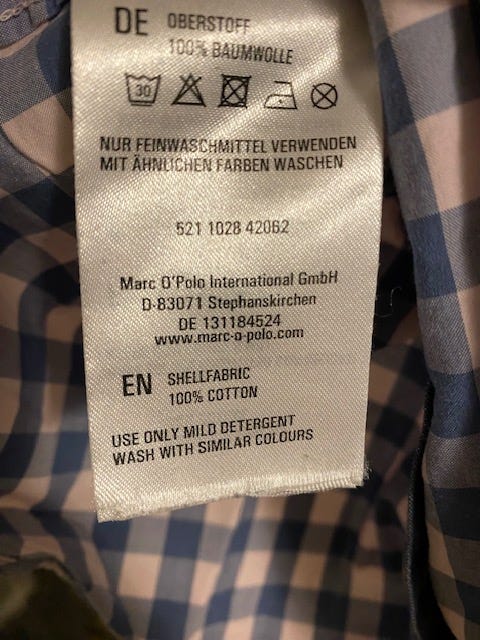 DE OBERSTOFF
100% BAUMWOLLE
30
NUR FEINWASCHMITTEL VERWENDEN
MIT ÄHNLICHEN FARBEN WASCHEN
521 1028 42062
Marc O'Polo International GmbH
D-83071 Stephanskirchen
DE 131184524
www.marc-o-polo.com
EN SHELLFABRIC
100% COTTON
USE ONLY MILD DETERGENT
WASH WITH SIMILAR COLOURS